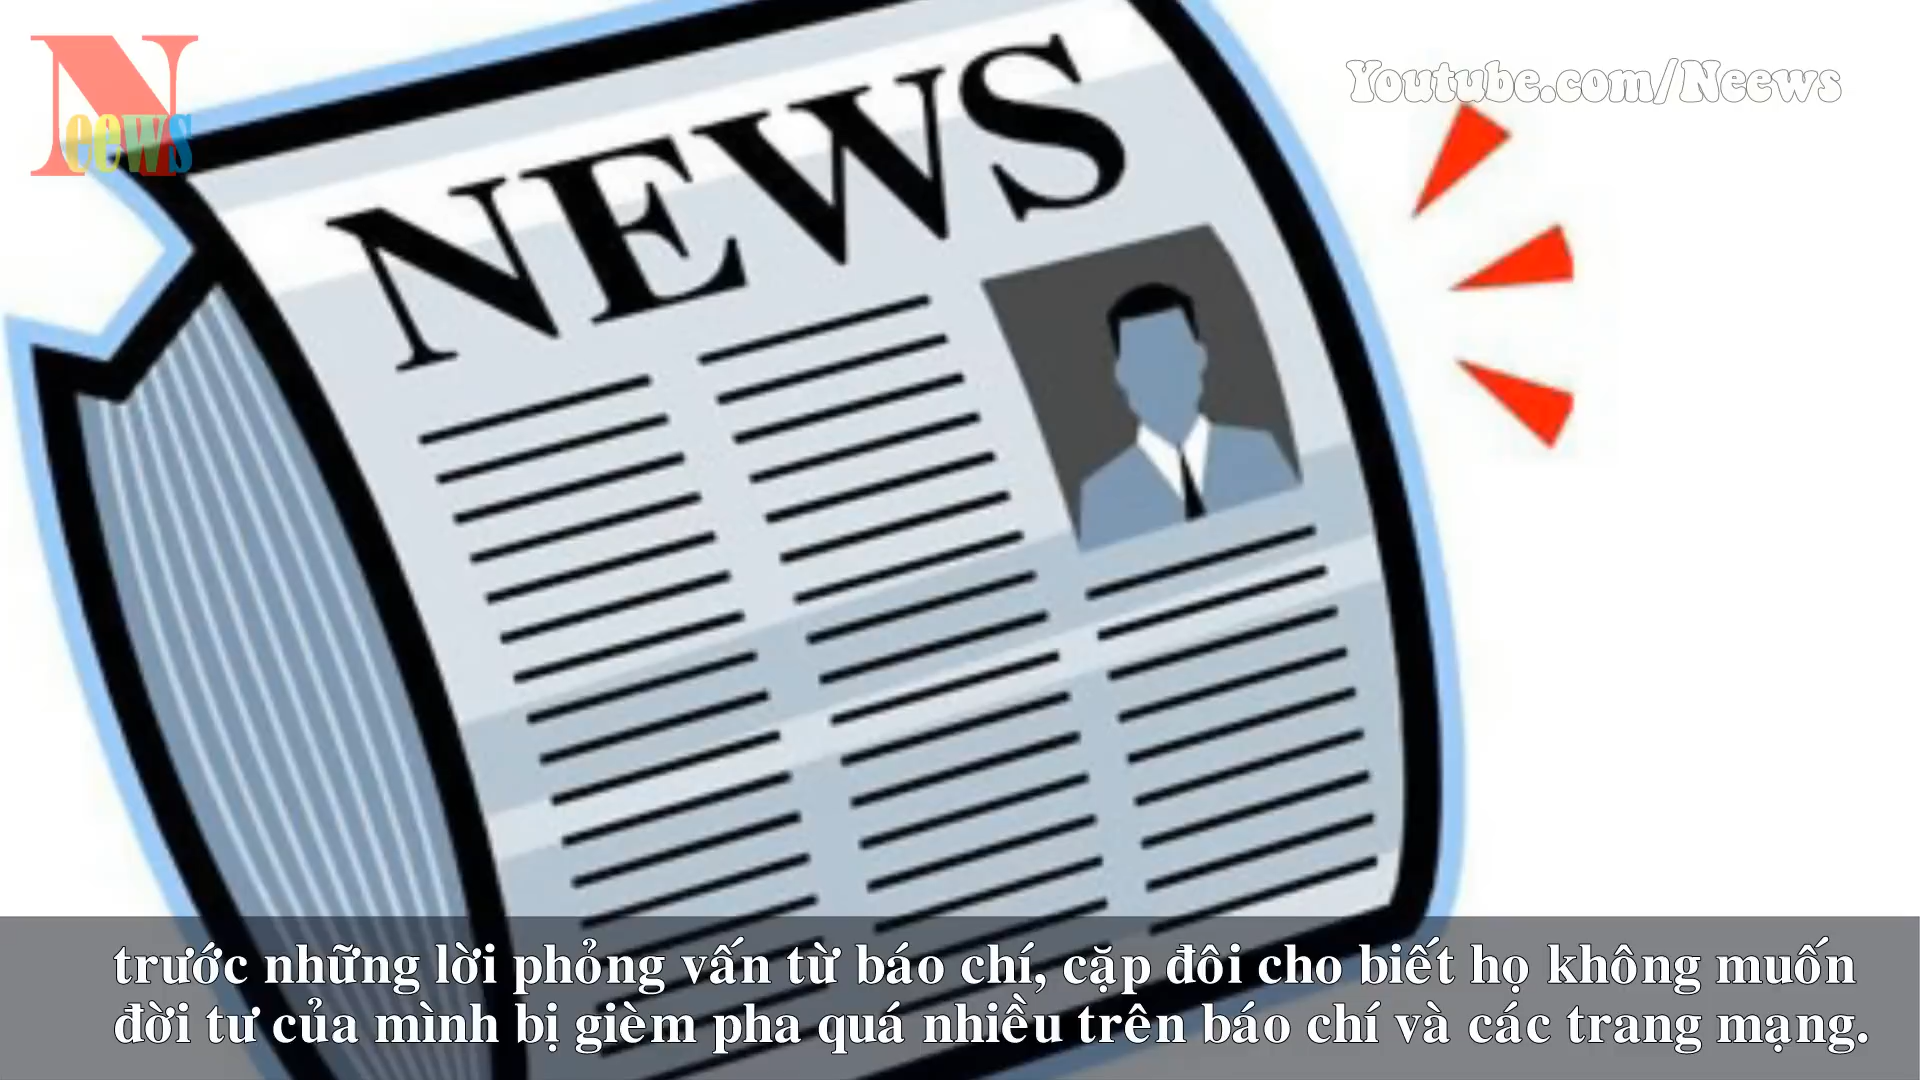 Neews
Youtube.com/Neews
NEWS
trước những lời phỏng vấn từ báo chí, cặp đôi cho biết họ không muốn
đời tư của mình bị gièm pha quá nhiều trên báo chí và các trang mạng.